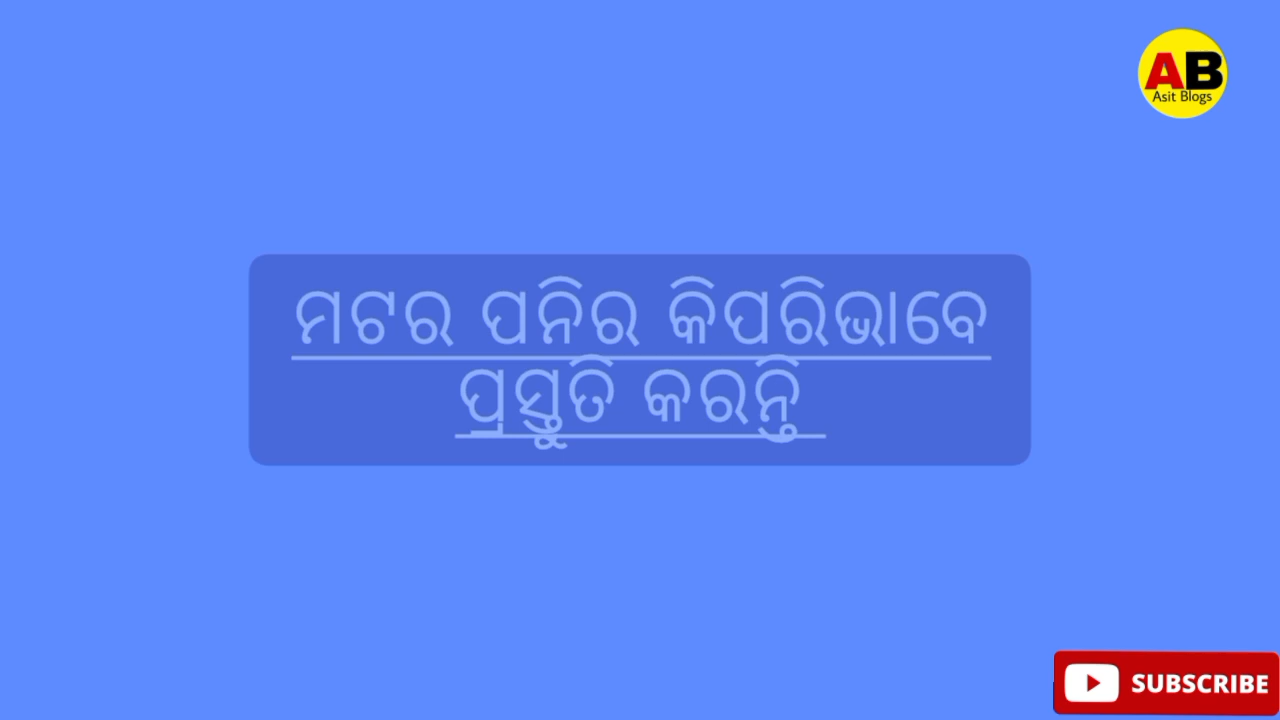 AB
Asit Blogs
ମଟର ପନିର କିପରିଭାବେ
ପ୍ରସ୍ତୁତି କରନ୍ତି
SUBSCRIBE